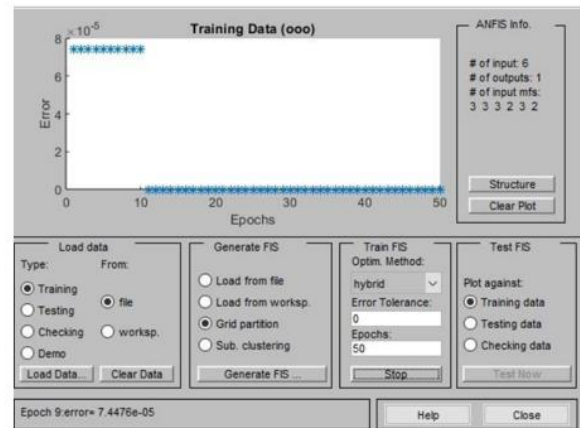 Training Data (ooo)
8 ×10⁻⁵
6
4
2
0
Error
0 10 20 30 40 50
Epochs
ANFIS Info.
# of input: 6
# of outputs: 1
# of input mfs:
3 3 3 2 3 2
Structure
Clear Plot
Load data
Type: From:
Training
Testing
Checking
Demo
file
worksp.
Load Data... Clear Data
Generate FIS
Load from file
Load from worksp.
Grid partition
Sub. clustering
Generate FIS ...
Train FIS
Optim. Method:
hybrid
Error Tolerance:
0
Epochs:
50
Stop
Test FIS
Plot against:
Training data
Testing data
Checking data
Test Now
Epoch 9:error= 7.4476e-05
Help Close